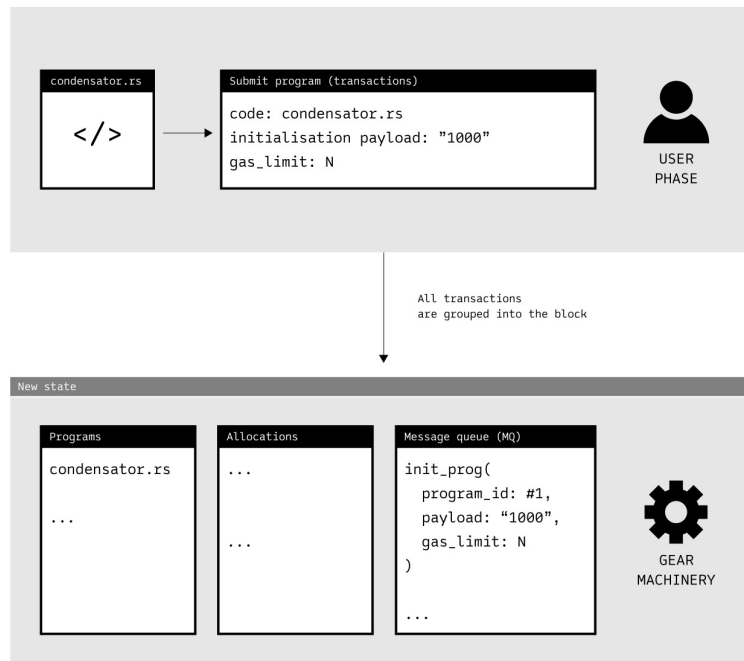 condensator.rs
</>
Submit program (transactions)
code: condensator.rs
initialisation payload: ”1000”
gas_limit: N
USER
PHASE
All transactions
are grouped into the block
New state
Programs
condensator.rs
...
Allocations
...
...
Message queue (MQ)
init_prog(
program_id: #1,
payload: “1000”,
gas_limit: N
)
...
GEAR
MACHINERY